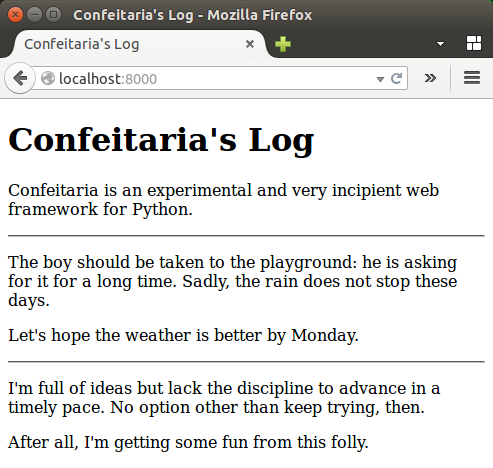 Confeitaria's Log - Mozilla Firefox
Confeitaria's Log
localhost:8000
Confeitaria's Log
Confeitaria is an experimental and very incipient web
framework for Python.
The boy should be taken to the playground: he is asking
for it for a long time. Sadly, the rain does not stop these
days.
Let's hope the weather is better by Monday.
I'm full of ideas but lack the discipline to advance in a
timely pace. No option other than keep trying, then.
After all, I'm getting some fun from this folly.